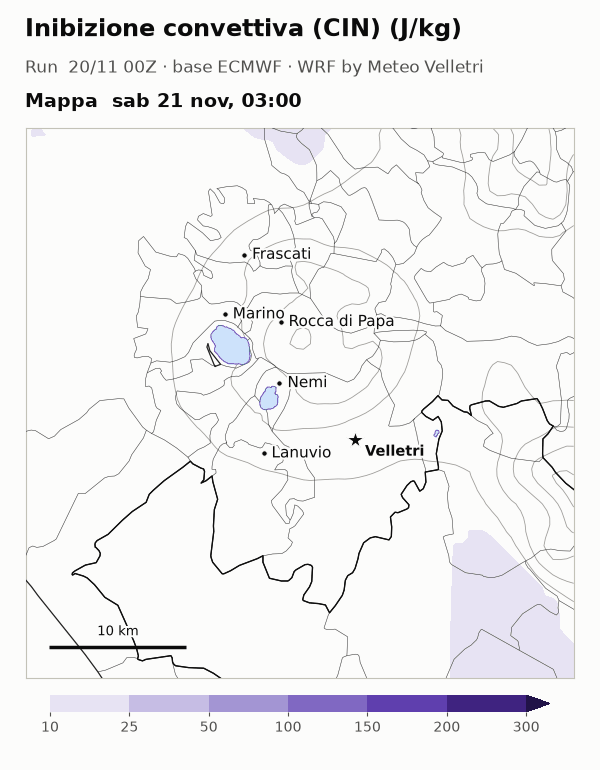 Inibizione convettiva (CIN) (J/kg)
Run  20/11 00Z · base ECMWF · WRF by Meteo Velletri
Mappa  sab 21 nov, 03:00
Frascati
Marino
Rocca di Papa
Nemi
Velletri
Lanuvio
10 km
10 25 50 100 150 200 300